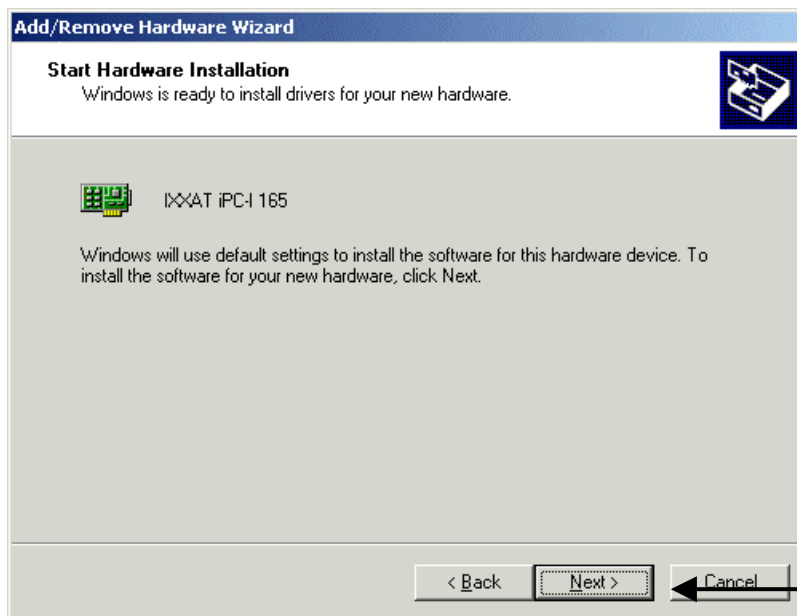 Add/Remove Hardware Wizard
Start Hardware Installation
Windows is ready to install drivers for your new hardware.
IXXAT iPC-I 165
Windows will use default settings to install the software for this hardware device. To
install the software for your new hardware, click Next.
< Back Next > Cancel